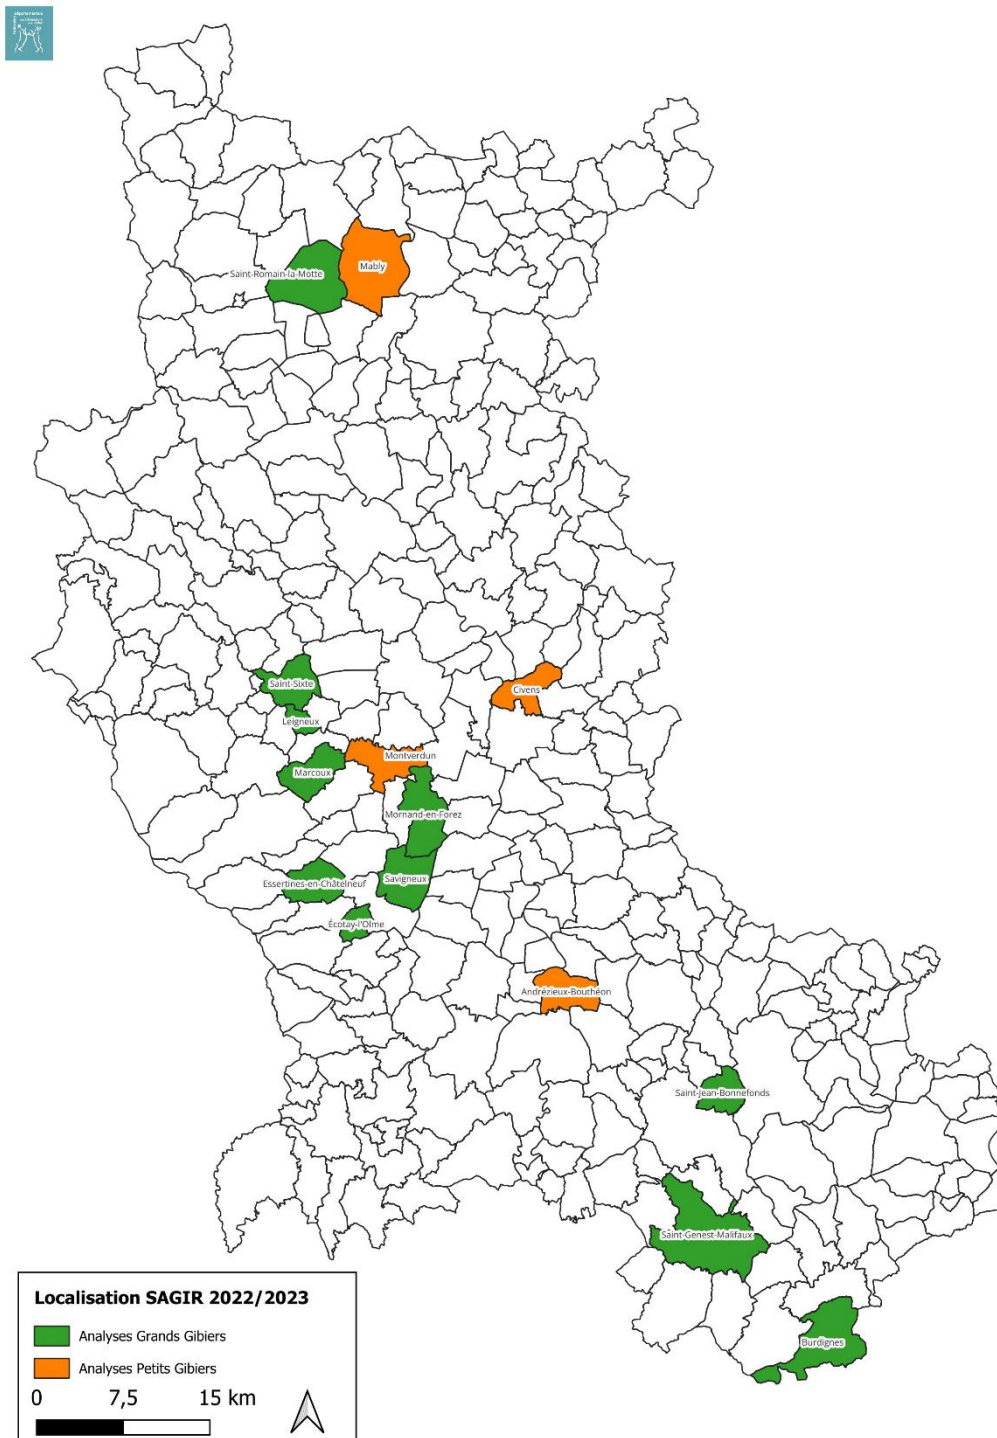 Mably
Saint-Romain-la-Motte
Saint-Sixte
Civens
Leigneux
Montverdun
Marcoux
Mornand-en-Forez
Essertines-en-Châtelneuf
Savigneux
Écotay-l'Olme
Andrézieux-Bouthéon
Saint-Jean-Bonnefonds
Saint-Genest-Malifaux
Burdignes
Localisation SAGIR 2022/2023
Analyses Grands Gibiers
Analyses Petits Gibiers
0 7,5 15 km